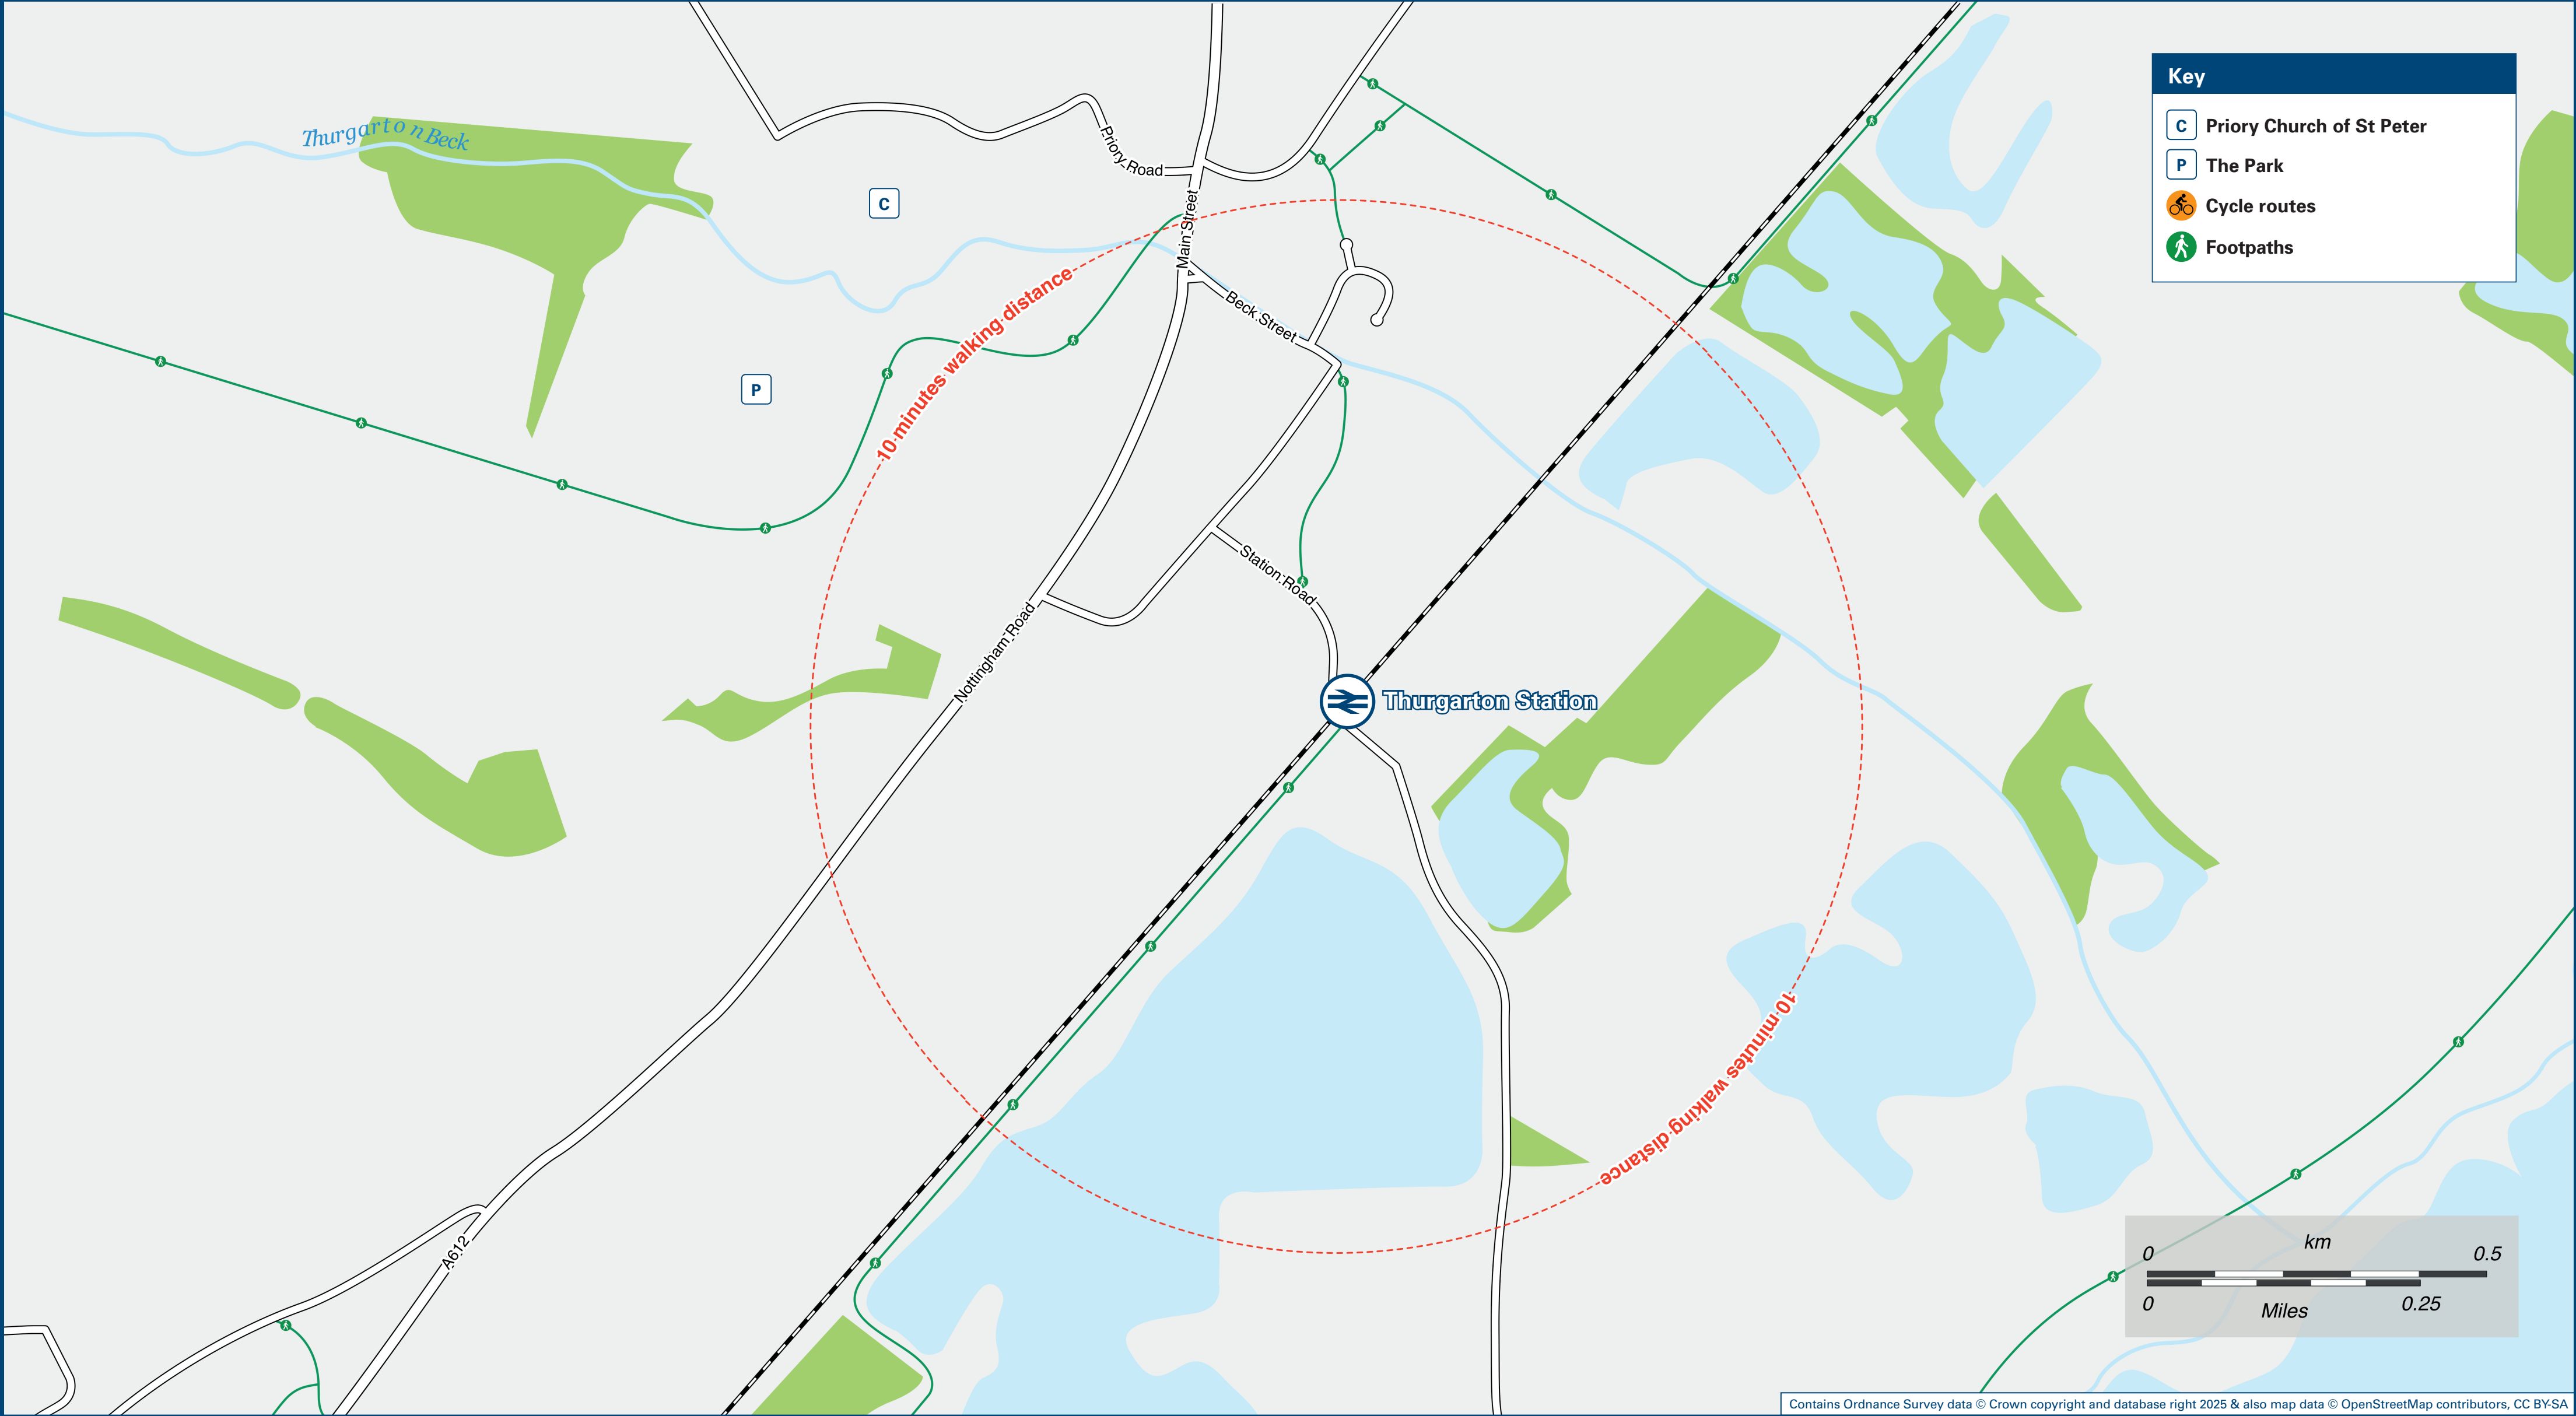 Thurgarton Beck
Priory Road
Main Street
Beck Street
10 minutes walking distance
Station Road
Nottingham Road
Thurgarton Station
10 minutes walking distance
A612
C
P
Key
C Priory Church of St Peter
P The Park
Cycle routes
Footpaths
km
0 0.5
0 0.25
Miles
Contains Ordnance Survey data © Crown copyright and database right 2025 & also map data © OpenStreetMap contributors, CC BY-SA